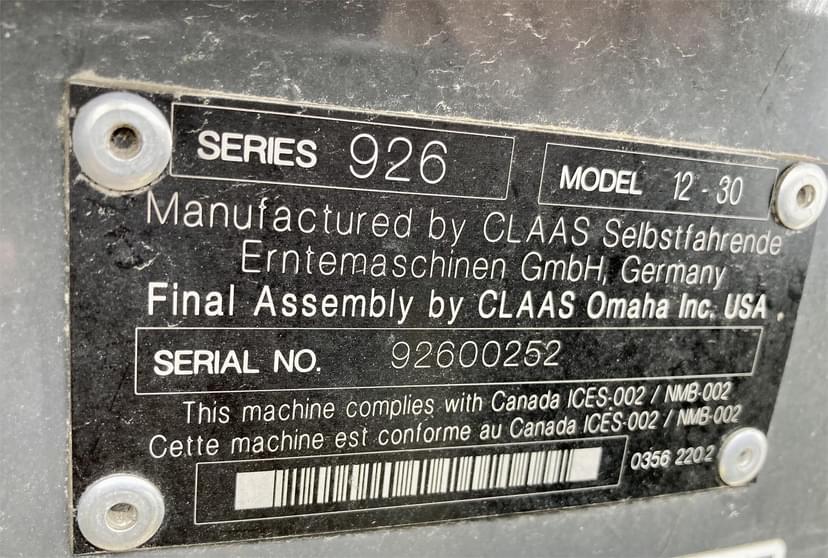 SERIES 926 MODEL 12-30
Manufactured by CLAAS Selbstfahrende
Erntemaschinen GmbH, Germany
Final Assembly by CLAAS Omaha Inc. USA
SERIAL NO. 92600252
This machine complies with Canada ICES-002 / NMB-002
Cette machine est conforme au Canada ICES-002 / NMB-002
0356 220.2